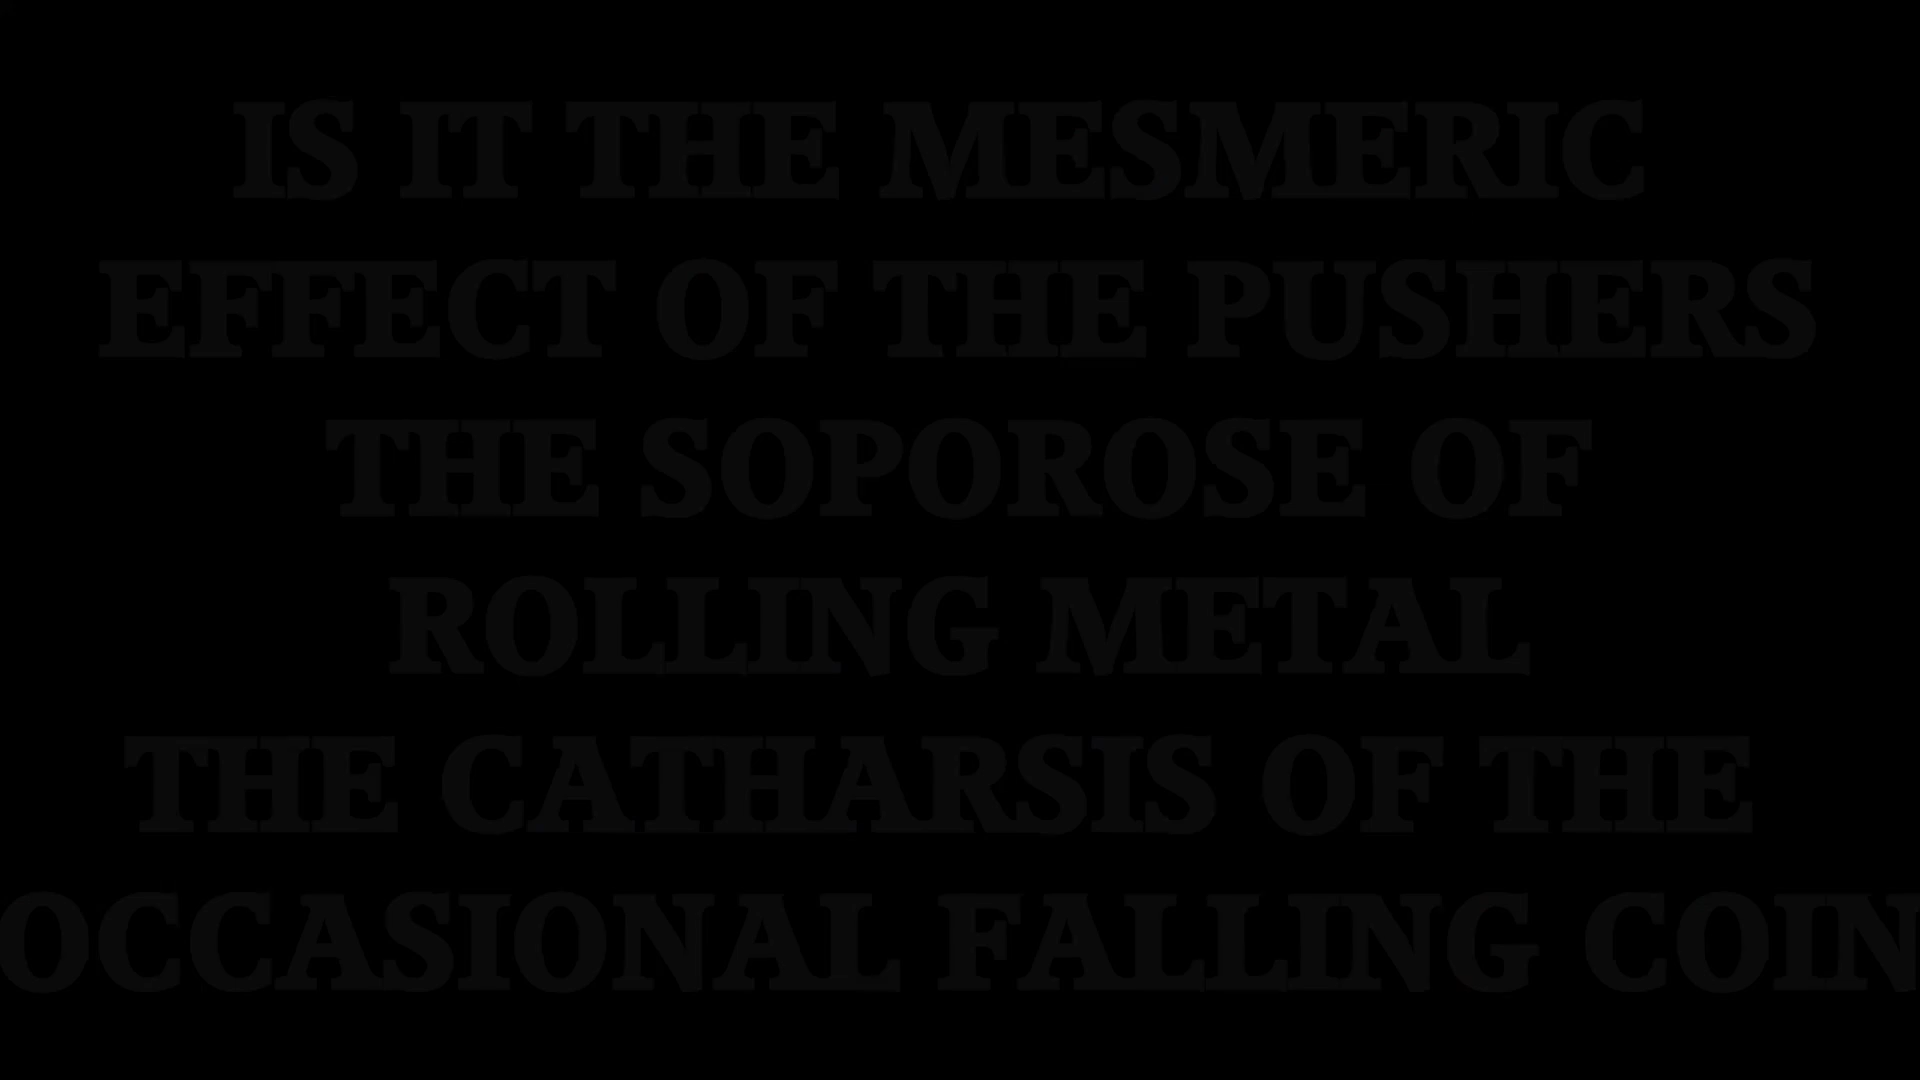 IS IT THE MESMERIC
EFFECT OF THE PUSHERS
THE SOPOROSE OF
ROLLING METAL
THE CATHARSIS OF THE
OCCASIONAL FALLING COIN